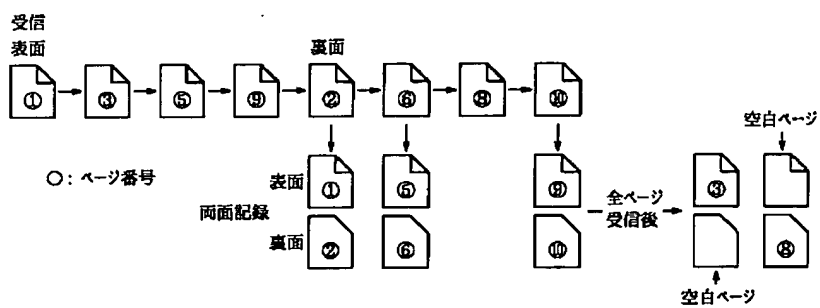 受信
表面
裏面
① ③ ⑤ ⑨ ② ⑥ ⑧ ⑩
空白ページ
○: ページ番号
表面 ① ⑤ ⑨ 全ページ ③
両面記録 受信後
裏面 ② ⑥ ⑩ ⑧
空白ページ